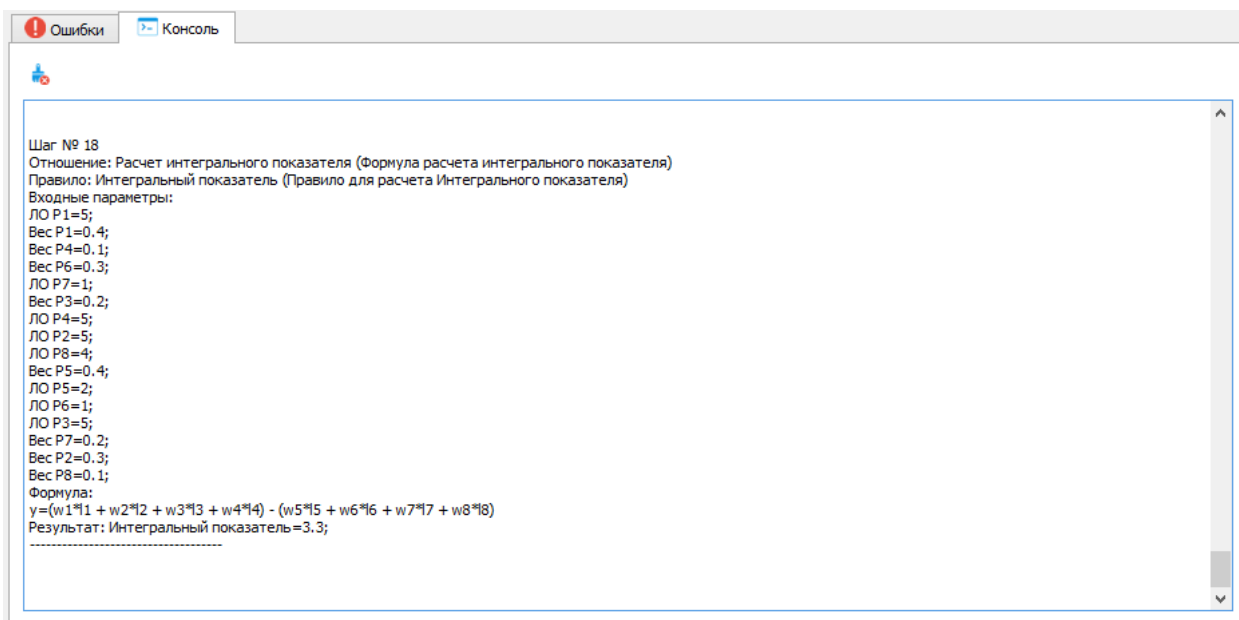 Ошибки
Консоль
Шаг № 18
Отношение: Расчет интегрального показателя (Формула расчета интегрального показателя)
Правило: Интегральный показатель (Правило для расчета Интегрального показателя)
Входные параметры:
ЛО P1=5;
Вес P1=0.4;
Вес P4=0.1;
Вес P6=0.3;
ЛО P7=1;
Вес P3=0.2;
ЛО P4=5;
ЛО P2=5;
ЛО P8=4;
Вес P5=0.4;
ЛО P5=2;
ЛО P6=1;
ЛО P3=5;
Вес P7=0.2;
Вес P2=0.3;
Вес P8=0.1;
Формула:
y=(w1*l1 + w2*l2 + w3*l3 + w4*l4) - (w5*l5 + w6*l6 + w7*l7 + w8*l8)
Результат: Интегральный показатель=3.3;
------------------------------------